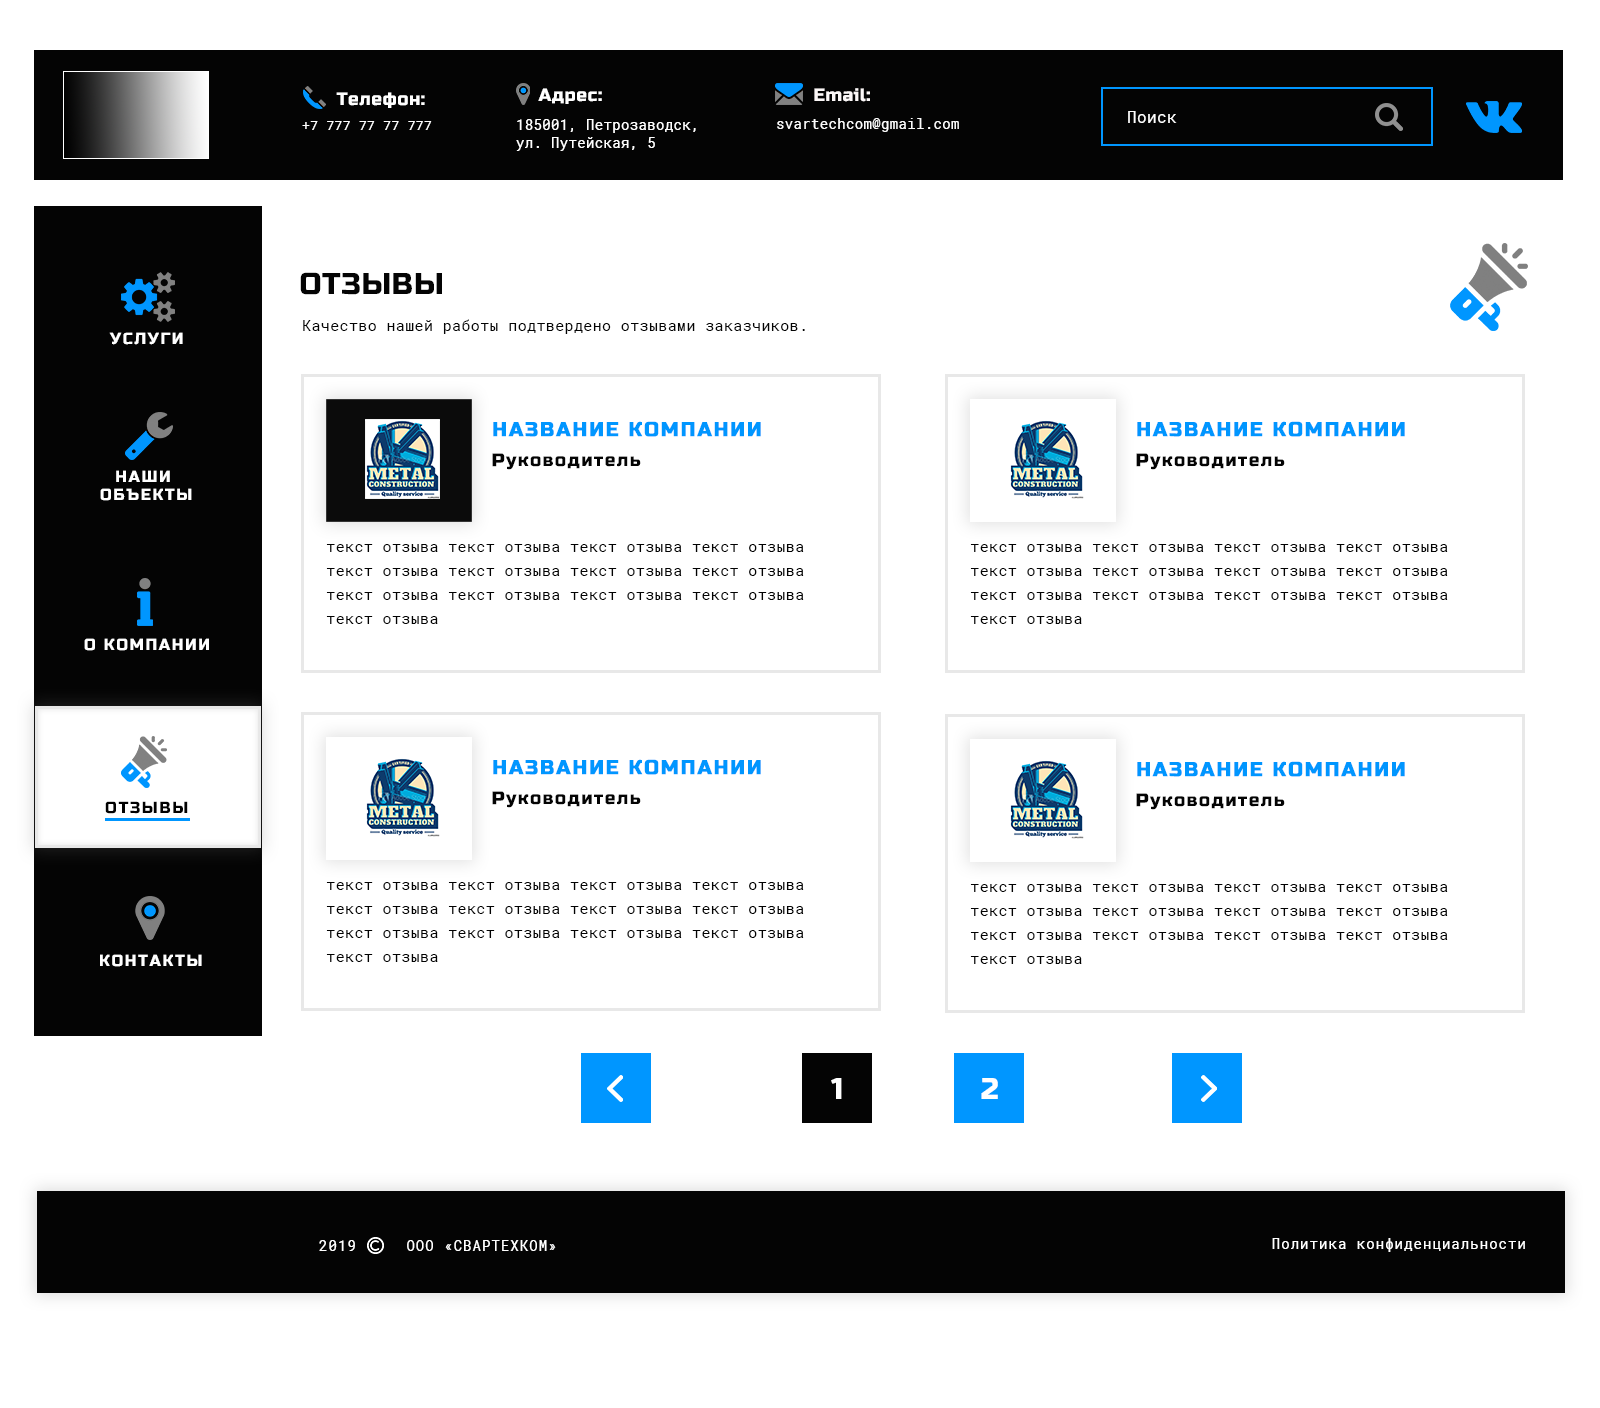 Телефон:
+7 777 77 77 777
Адрес:
185001, Петрозаводск,
ул. Путейская, 5
Email:
svartechcom@gmail.com
Поиск
УСЛУГИ
НАШИ
ОБЪЕКТЫ
О КОМПАНИИ
ОТЗЫВЫ
КОНТАКТЫ
ОТЗЫВЫ
Качество нашей работы подтвердено отзывами заказчиков.
METAL
CONSTRUCTION
Quality service
НАЗВАНИЕ КОМПАНИИ
Руководитель
текст отзыва текст отзыва текст отзыва текст отзыва
текст отзыва текст отзыва текст отзыва текст отзыва
текст отзыва текст отзыва текст отзыва текст отзыва
текст отзыва
METAL
CONSTRUCTION
Quality service
НАЗВАНИЕ КОМПАНИИ
Руководитель
текст отзыва текст отзыва текст отзыва текст отзыва
текст отзыва текст отзыва текст отзыва текст отзыва
текст отзыва текст отзыва текст отзыва текст отзыва
текст отзыва
METAL
CONSTRUCTION
Quality service
НАЗВАНИЕ КОМПАНИИ
Руководитель
текст отзыва текст отзыва текст отзыва текст отзыва
текст отзыва текст отзыва текст отзыва текст отзыва
текст отзыва текст отзыва текст отзыва текст отзыва
текст отзыва
METAL
CONSTRUCTION
Quality service
НАЗВАНИЕ КОМПАНИИ
Руководитель
текст отзыва текст отзыва текст отзыва текст отзыва
текст отзыва текст отзыва текст отзыва текст отзыва
текст отзыва текст отзыва текст отзыва текст отзыва
текст отзыва
1
2
2019 © ООО «СВАРТЕХКОМ»
Политика конфиденциальности